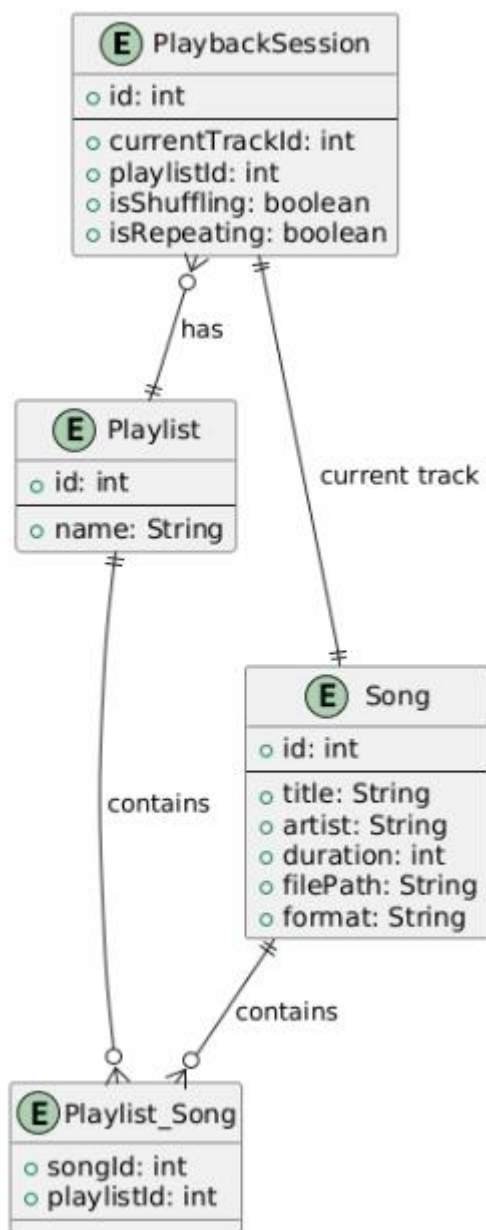 E PlaybackSession
id: int
currentTrackId: int
playlistId: int
isShuffling: boolean
isRepeating: boolean
has
E Playlist
id: int
name: String
current track
E Song
id: int
title: String
artist: String
duration: int
filePath: String
format: String
contains
contains
E Playlist_Song
songId: int
playlistId: int